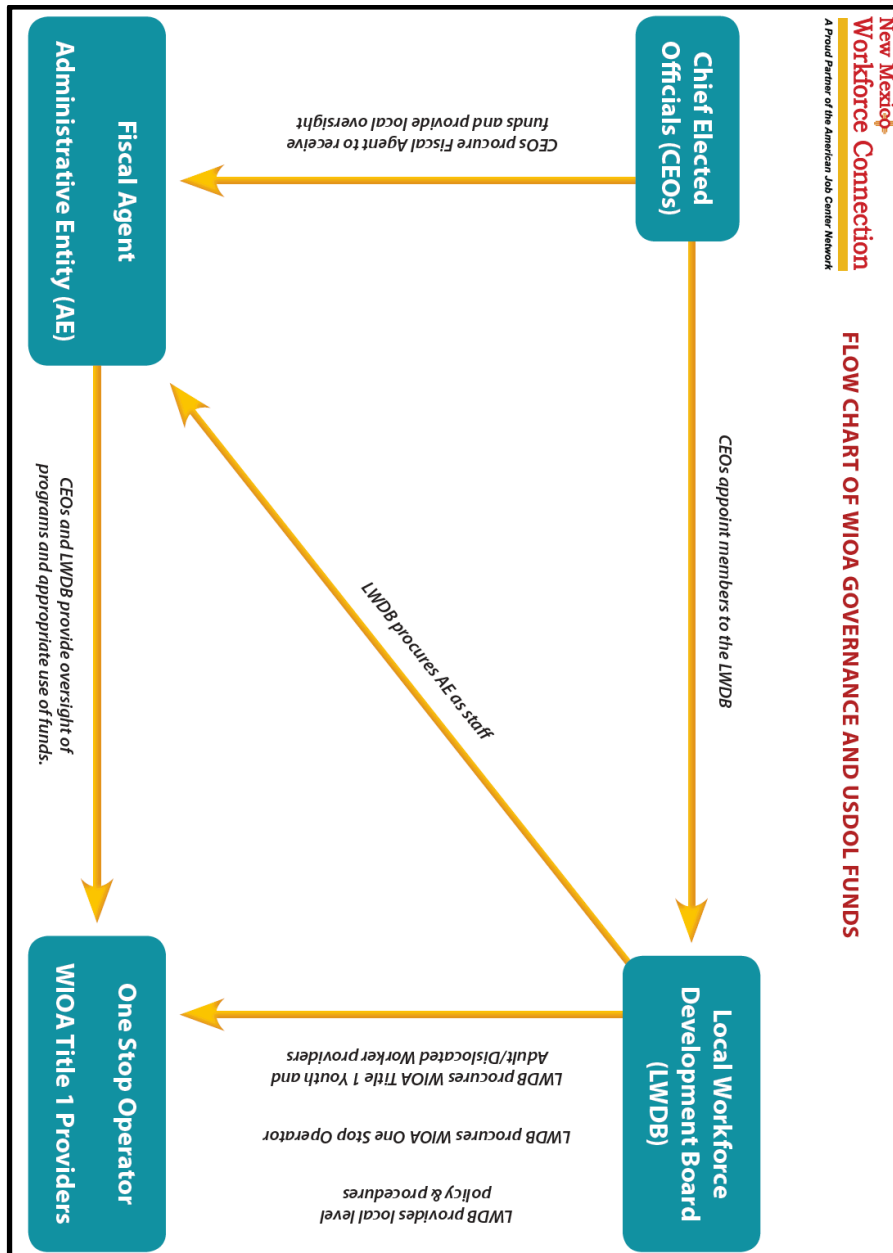 New Mexico
Workforce Connection
A Proud Partner of the American Job Center Network
FLOW CHART OF WIOA GOVERNANCE AND USDOL FUNDS
Chief Elected
Officials (CEOs)
CEOs appoint members to the LWDB
Local Workforce
Development Board
(LWDB)
CEOs procure Fiscal Agent to receive
funds and provide local oversight
LWDB procures AE as staff
LWDB procures WIOA Title 1 Youth and
Adult/Dislocated Worker providers
LWDB procures WIOA One Stop Operator
LWDB provides local level
policy & procedures
Fiscal Agent
Administrative Entity (AE)
CEOs and LWDB provide oversight of
programs and appropriate use of funds.
One Stop Operator
WIOA Title 1 Providers